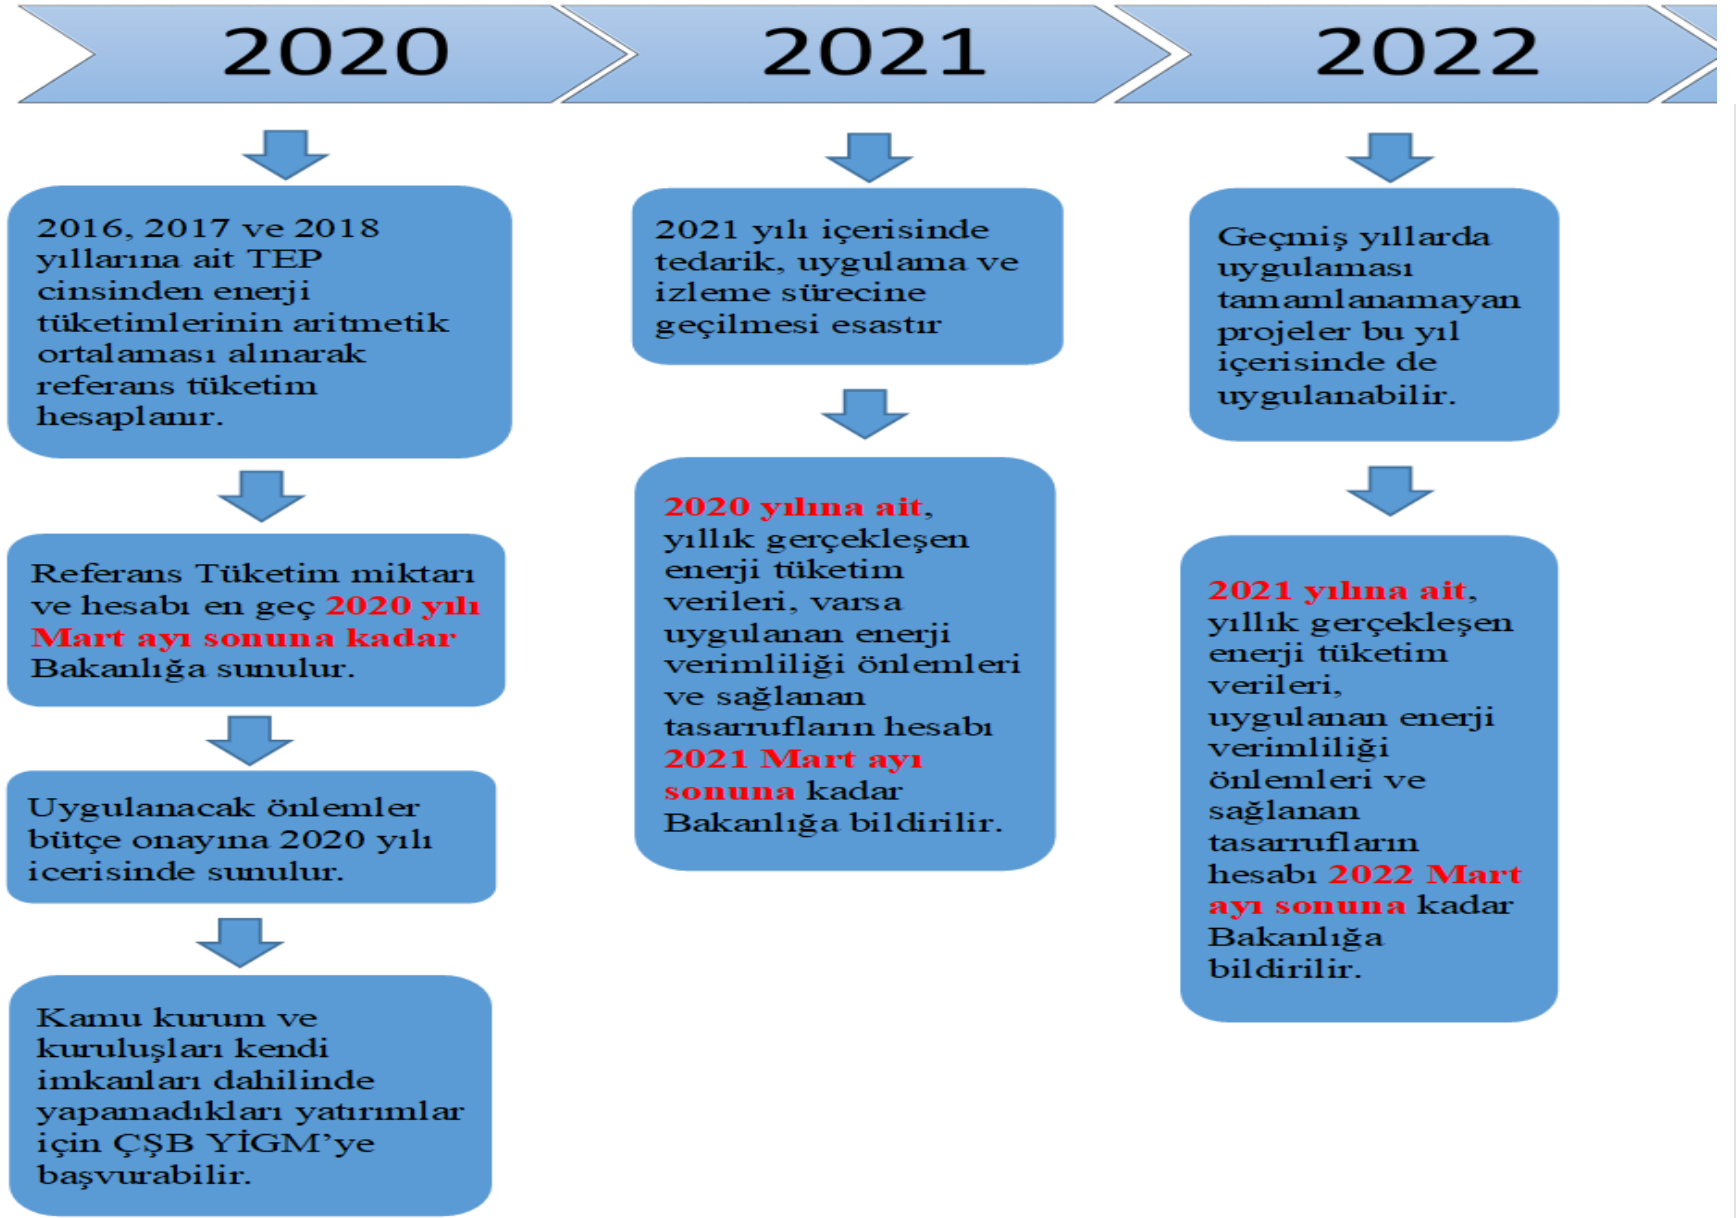 2020
2021
2022
2016, 2017 ve 2018
yıllarına ait TEP
cinsinden enerji
tüketimlerinin aritmetik
ortalaması alınarak
referans tüketim
hesaplanır.
Referans Tüketim miktarı
ve hesabı en geç 2020 yılı
Mart ayı sonuna kadar
Bakanlığa sunulur.
Uygulanacak önlemler
bütçe onayına 2020 yılı
icerisinde sunulur.
Kamu kurum ve
kuruluşları kendi
imkanları dahilinde
yapamadıkları yatırımlar
için ÇŞB YİGM’ye
başvurabilir.
2021 yılı içerisinde
tedarik, uygulama ve
izleme sürecine
geçilmesi esastır
2020 yılına ait,
yıllık gerçekleşen
enerji tüketim
verileri, varsa
uygulanan enerji
verimliliği önlemleri
ve sağlanan
tasarrufların hesabı
2021 Mart ayı
sonuna kadar
Bakanlığa bildirilir.
Geçmiş yıllarda
uygulaması
tamamlanamayan
projeler bu yıl
içerisinde de
uygulanabilir.
2021 yılına ait,
yıllık gerçekleşen
enerji tüketim
verileri,
uygulanan enerji
verimliliği
önlemleri ve
sağlanan
tasarrufların
hesabı 2022 Mart
ayı sonuna kadar
Bakanlığa
bildirilir.